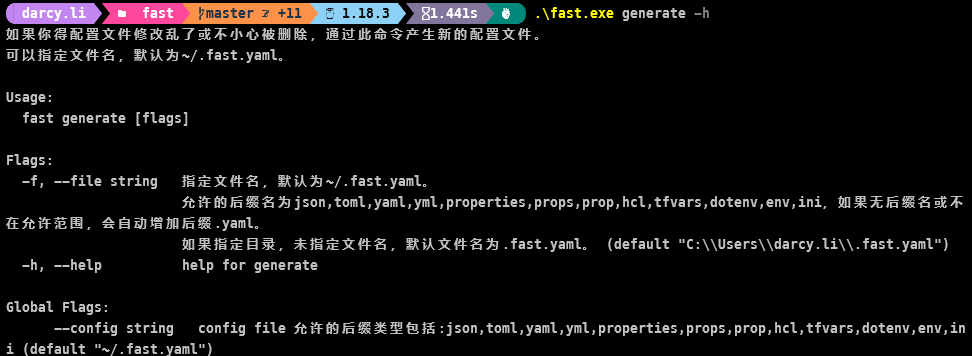 darcy.li fast master +11 1.18.3 1.441s .\fast.exe generate -h
如果你得配置文件修改乱了或不小心被删除，通过此命令产生新的配置文件。
可以指定文件名，默认为~/.fast.yaml。
Usage:
fast generate [flags]
Flags:
-f, --file string 指定文件名，默认为~/.fast.yaml。
允许的后缀名为json,toml,yaml,yml,properties,props,prop,hcl,tfvars,dotenv,env,ini，如果无后缀名或不
在允许范围，会自动增加后缀.yaml。
如果指定目录，未指定文件名，默认文件名为.fast.yaml。 (default "C:\\Users\\darcy.li\\.fast.yaml")
-h, --help help for generate
Global Flags:
--config string config file 允许的后缀类型包括:json,toml,yaml,yml,properties,props,prop,hcl,tfvars,dotenv,env,in
i (default "~/.fast.yaml")